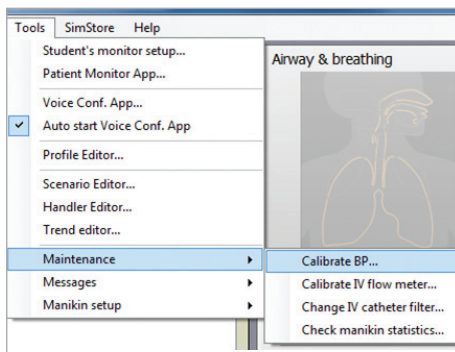 Tools SimStore Help
Student's monitor setup...
Patient Monitor App...
Voice Conf. App...
Auto start Voice Conf. App
Profile Editor...
Scenario Editor...
Handler Editor...
Trend editor...
Maintenance
Messages
Manikin setup
Airway & breathing
Calibrate BP...
Calibrate IV flow meter...
Change IV catheter filter...
Check manikin statistics...